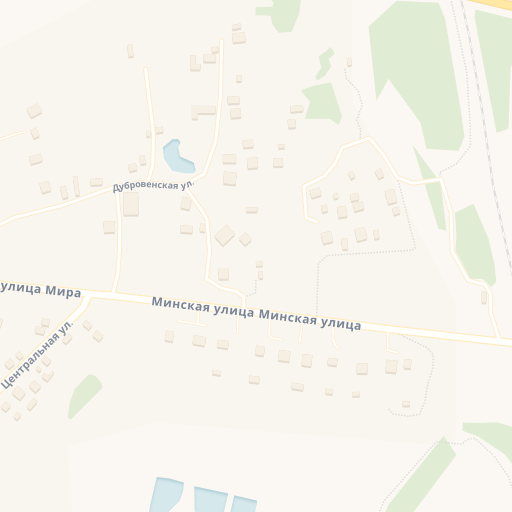 Дубровенская ул.
улица Мира
Минская улица Минская улица
Центральная ул.